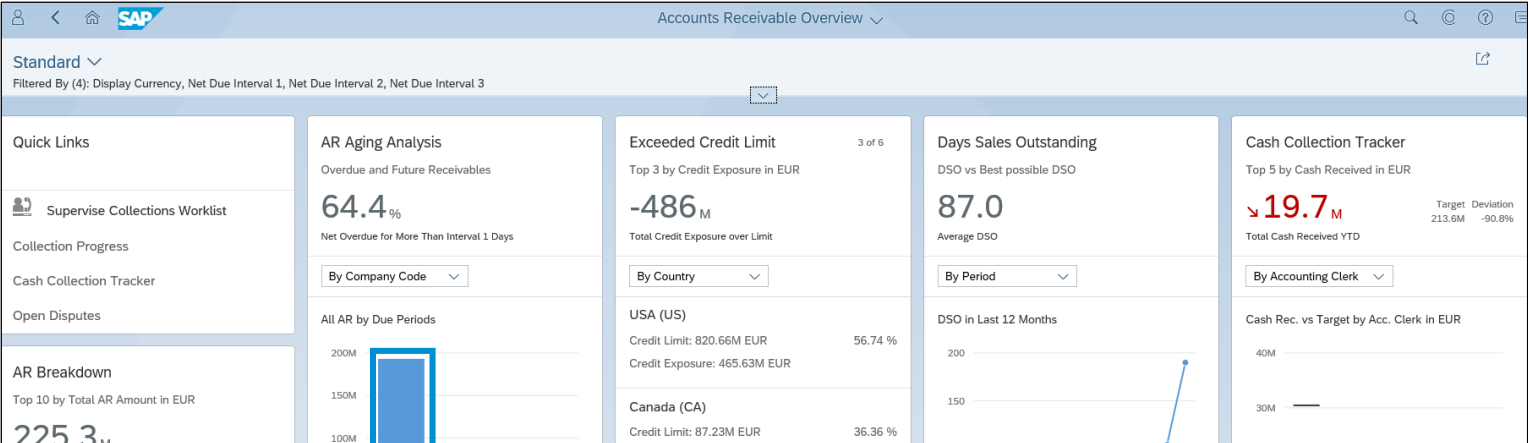 SAP
Accounts Receivable Overview
Standard
Filtered By (4): Display Currency, Net Due Interval 1, Net Due Interval 2, Net Due Interval 3
Quick Links
Supervise Collections Worklist
Collection Progress
Cash Collection Tracker
Open Disputes
AR Breakdown
Top 10 by Total AR Amount in EUR
225.3 M
AR Aging Analysis
Overdue and Future Receivables
64.4 %
Net Overdue for More Than Interval 1 Days
By Company Code
All AR by Due Periods
200M
150M
100M
Exceeded Credit Limit
3 of 6
Top 3 by Credit Exposure in EUR
-486 M
Total Credit Exposure over Limit
By Country
USA (US)
Credit Limit: 820.66M EUR
56.74 %
Credit Exposure: 465.63M EUR
Canada (CA)
Credit Limit: 87.23M EUR
36.36 %
Days Sales Outstanding
DSO vs Best possible DSO
87.0
Average DSO
By Period
DSO in Last 12 Months
200
150
Cash Collection Tracker
Top 5 by Cash Received in EUR
19.7 M
Target Deviation
213.6M -90.8%
Total Cash Received YTD
By Accounting Clerk
Cash Rec. vs Target by Acc. Clerk in EUR
40M
30M